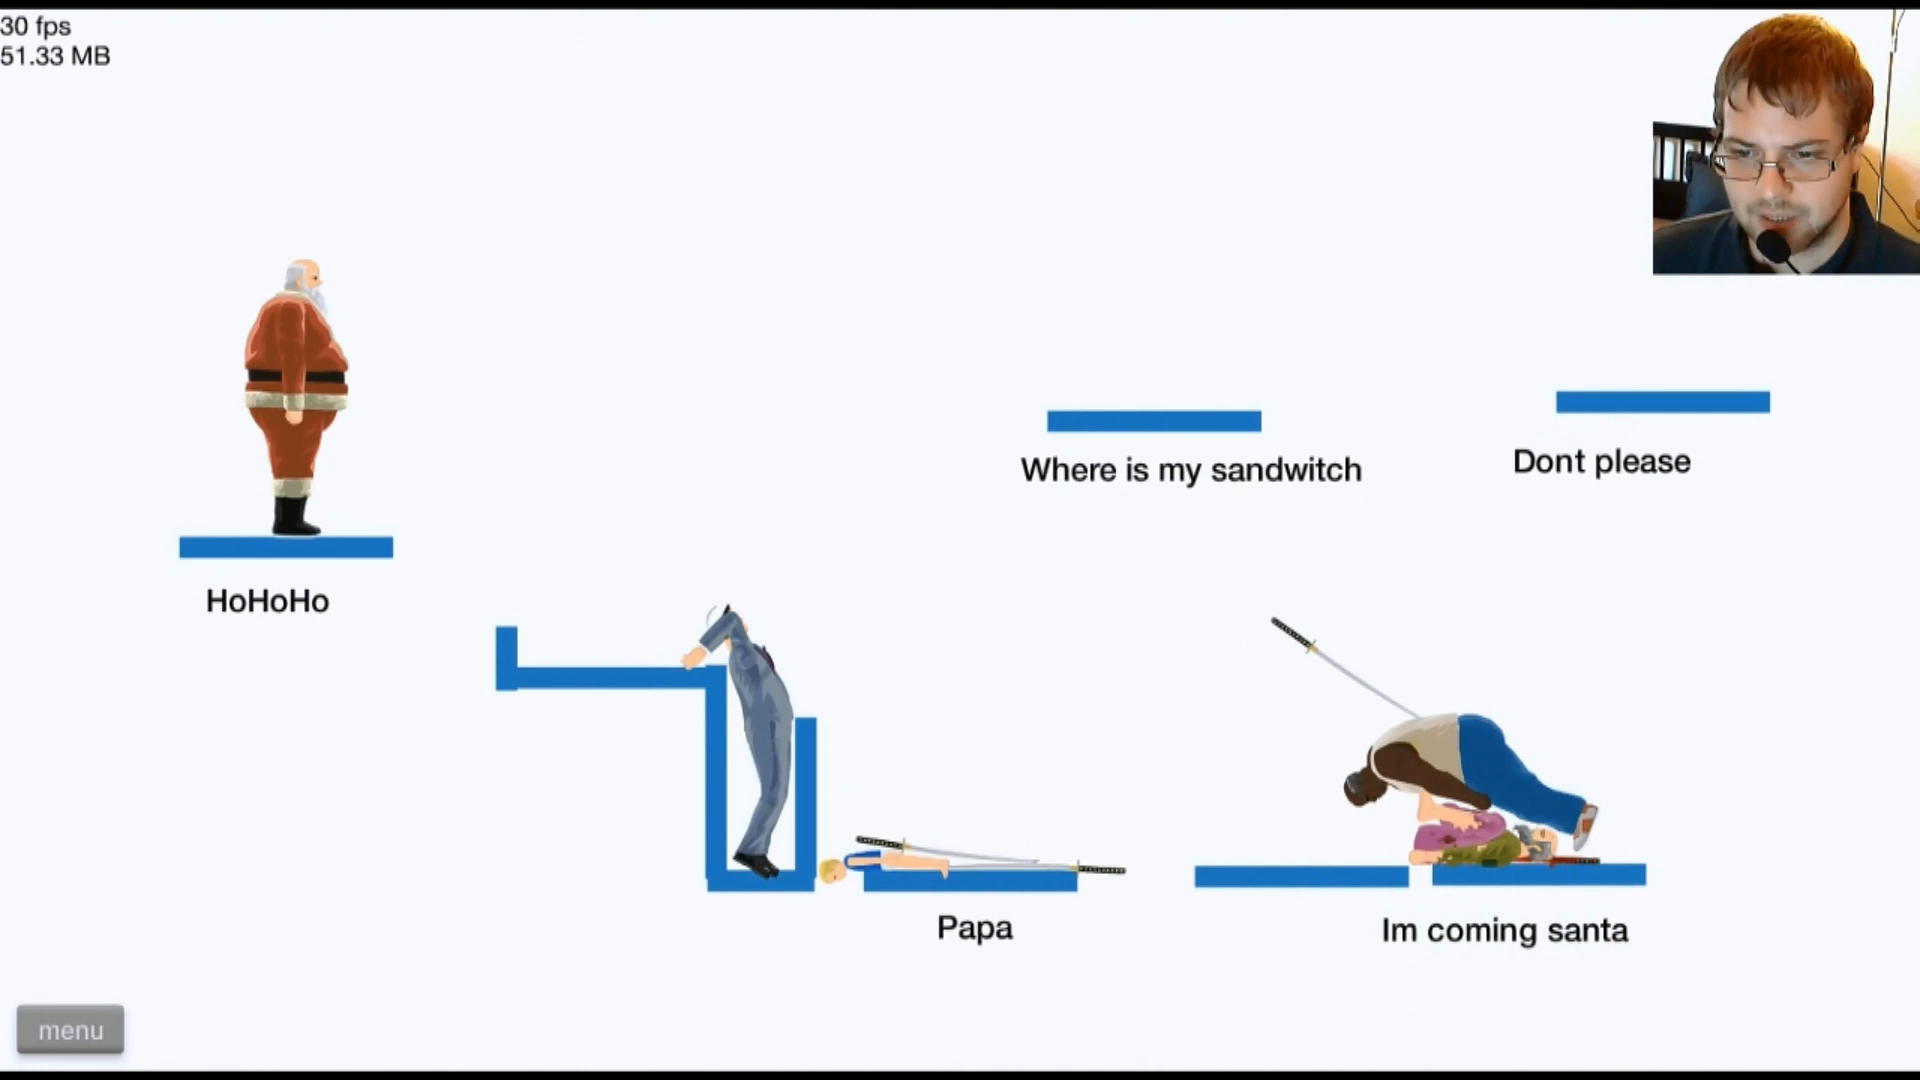 30 fps
51.33 MB
Where is my sandwitch
Dont please
HoHoHo
Papa
Im coming santa
menu